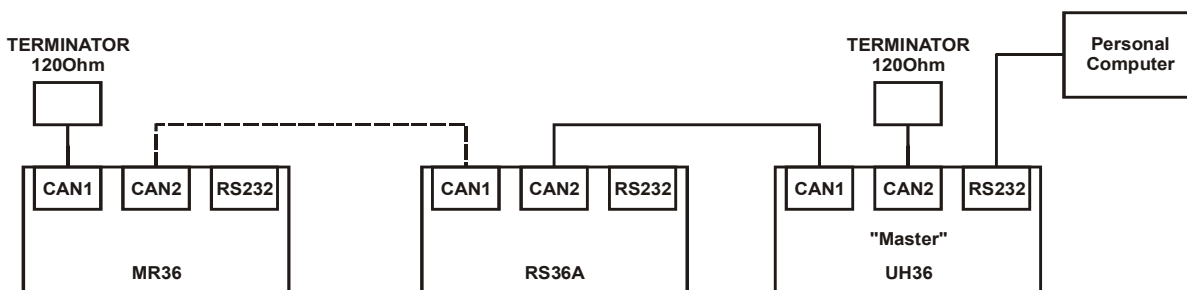 TERMINATOR
120Ohm
TERMINATOR
120Ohm
Personal
Computer
CAN1
CAN2
RS232
CAN1
CAN2
RS232
CAN1
CAN2
RS232
MR36
RS36A
"Master"
UH36